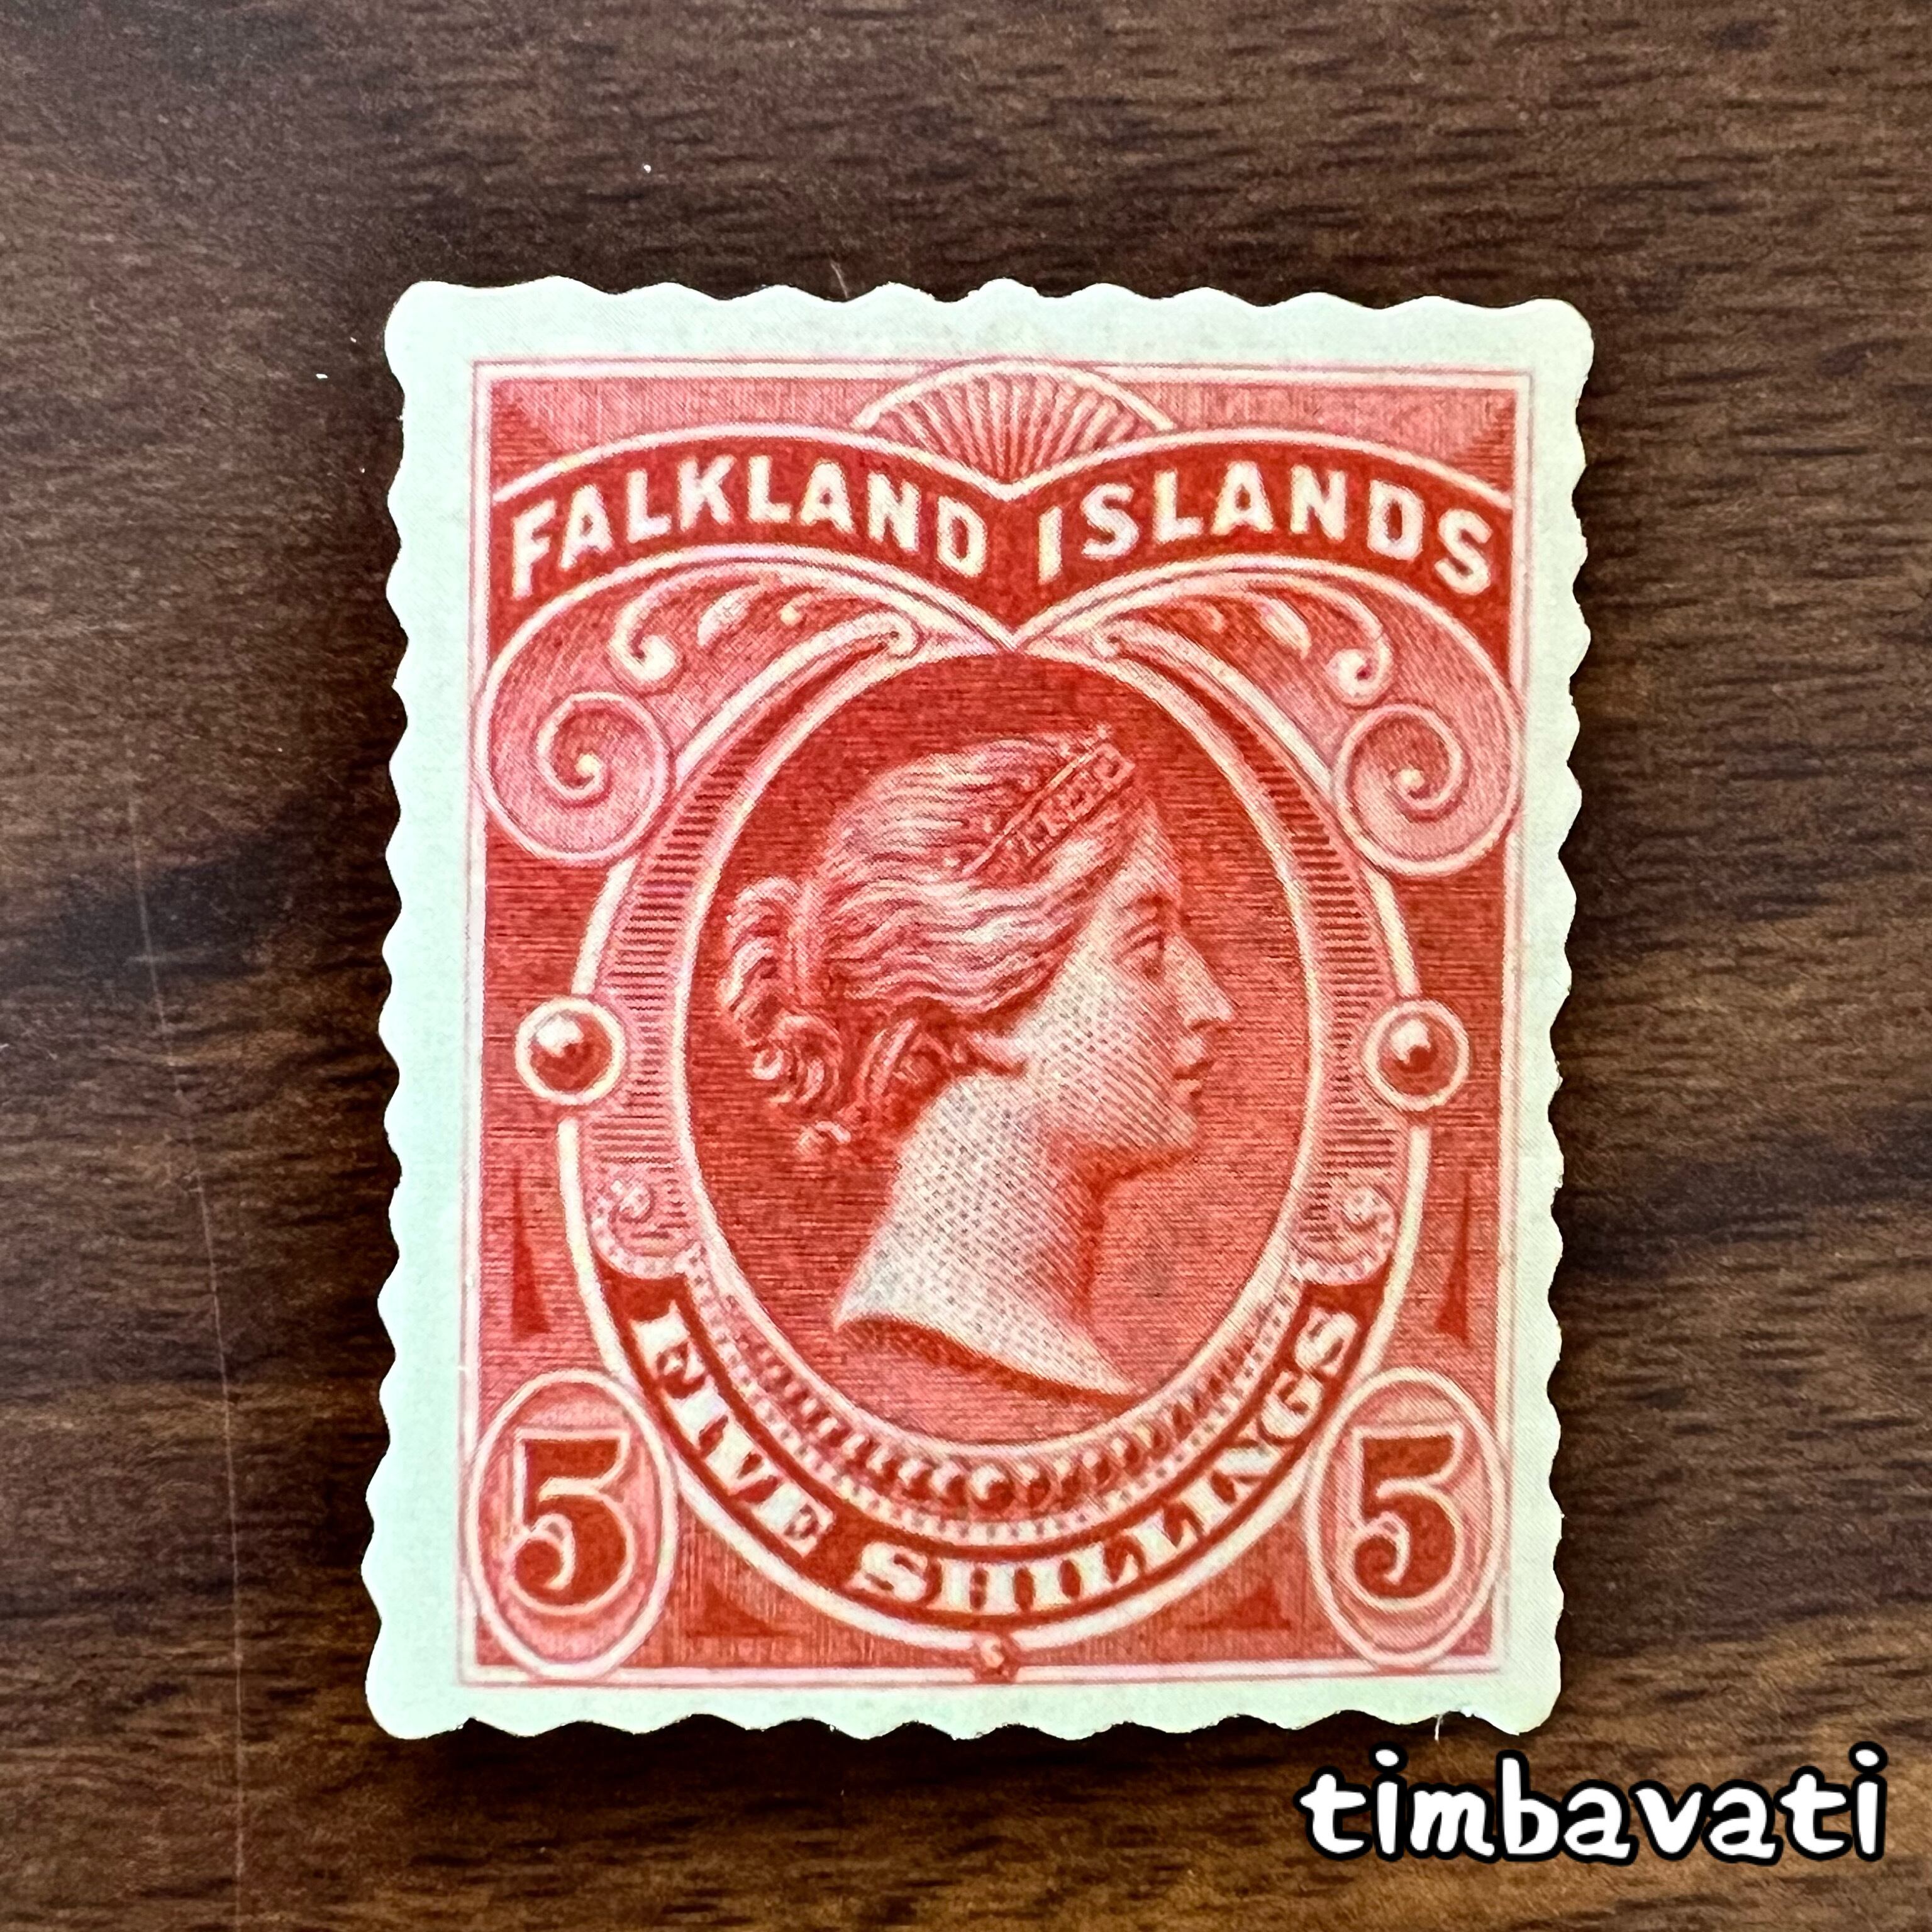 FALKLAND ISLANDS
FIVE SHILLINGS
5 5
timbavati